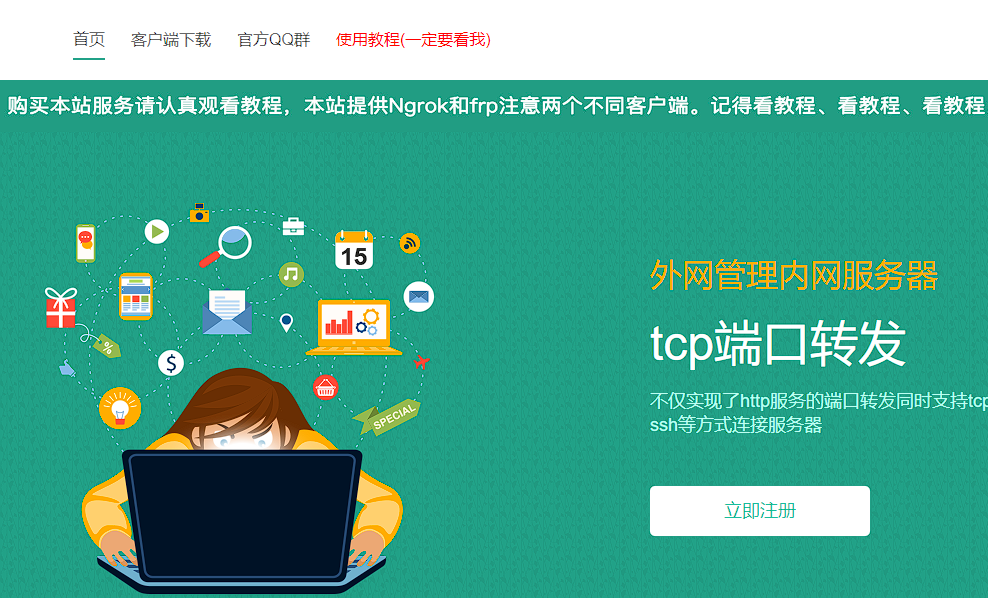 首页 客户端下载 官方QQ群 使用教程(一定要看我)
购买本站服务请认真观看教程，本站提供Ngrok和frp注意两个不同客户端。记得看教程、看教程、看教程
15
外网管理内网服务器
tcp端口转发
%
$
不仅实现了http服务的端口转发同时支持tcp
ssh等方式连接服务器
SPECIAL
立即注册